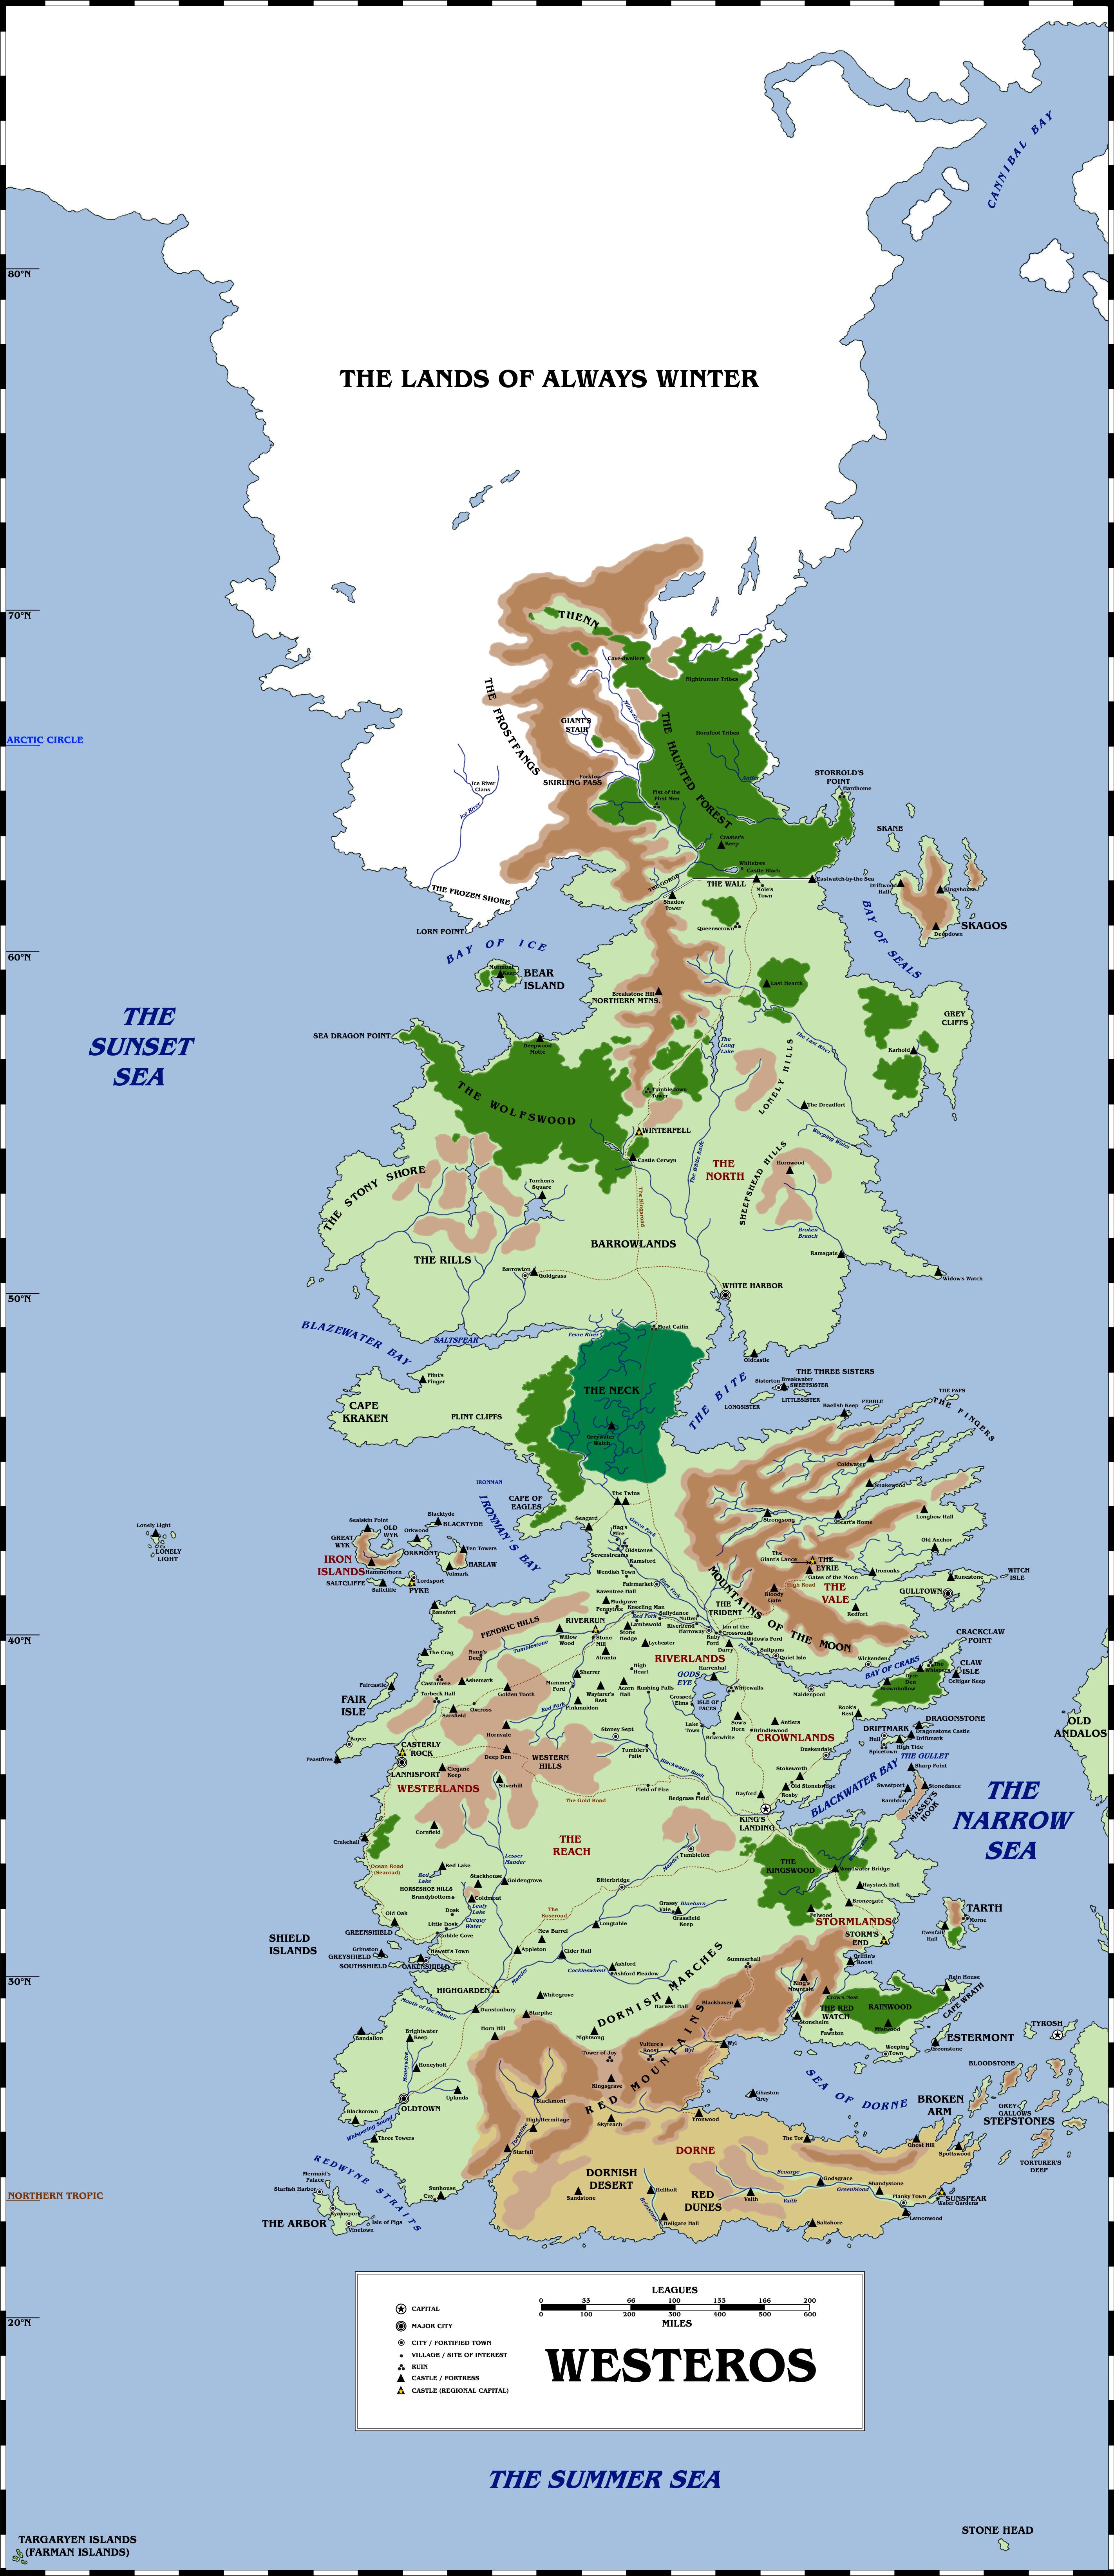 CANNIBAL BAY
80°N
THE LANDS OF ALWAYS WINTER
70°N
THENN
Cavedwellers
Nightrunner Tribes
THE FROSTFANGS
Milkwater
GIANT'S
STAIR
THE HAUNTED FOREST
Hornfoot Tribes
ARCTIC CIRCLE
Antler
Ice River
Clans
Ice River
SKIRLING PASS
Fist of the
First Men
STORROLD'S
POINT
Hardhome
SKANE
Craster's
Keep
Whitetree
Castle Black
Eastwatch-by-the Sea
THE WALL
Mole's
Town
THE GORGE
Shadow
Tower
THE FROZEN SHORE
LORN POINT
Driftwood
Hall
Kingshouse
Deepdown
SKAGOS
BAY OF SEALS
Queenscrown
BAY OF ICE
60°N
Mormont
Keep
BEAR
ISLAND
Last Hearth
Breakstone Hill
NORTHERN MTNS.
THE
SUNSET
SEA
GREY
CLIFFS
SEA DRAGON POINT
Deepwood
Motte
The
Long
Lake
The Last River
Karhold
LONELY HILLS
THE WOLFSWOOD
Tumbledown
Tower
The Dreadfort
WINTERFELL
Weeping Water
Castle Cerwyn
The White Knife
THE
NORTH
SHEEPSHEAD HILLS
Hornwood
THE STONY SHORE
Torrhen's
Square
The Kingsroad
Broken
Branch
BARROWLANDS
Ramsgate
THE RILLS
Barrowton
Goldgrass
Widow's Watch
WHITE HARBOR
50°N
BLAZEWATER BAY
SALTSPEAR
Fevre River
Moat Cailin
Oldcastle
THE BITE
THE THREE SISTERS
Sisterton
Breakwater
SWEETSISTER
LITTLESISTER
LONGSISTER
Baelish Keep
PEBBLE
THE PAPS
THE FINGERS
Flint's
Finger
CAPE
KRAKEN
FLINT CLIFFS
THE NECK
Greywater
Watch
Coldwater
Snakewood
IRONMAN
IRONMAN'S BAY
CAPE OF
EAGLES
The Twins
Strongsong
Heart's Home
Longbow Hall
Lonely Light
LONELY
LIGHT
Sealskin Point
GREAT
WYK
OLD
WYK
Blacktyde
BLACKTYDE
Orkwood
ORKMONT
Ten Towers
HARLAW
Volmark
IRON
ISLANDS
Hammerhorn
SALTCLIFFE
Saltcliffe
Lordsport
PYKE
Seagard
Hag's
Mire
Green Fork
Oldstones
Sevenstreams
Ramsford
Wendish Town
Fairmarket
Blue Fork
Old Anchor
The
Giant's Lance
THE
EYRIE
Gates of the Moon
Ironoaks
High Road
Bloody
Gate
THE
VALE
Redfort
Runestone
GULLTOWN
WITCH
ISLE
MOUNTAINS OF THE MOON
Banefort
Raventree Hall
Mudgrave
Pennytree
Kneeling Man
THE
TRIDENT
PENDRIC HILLS
RIVERRUN
Red Fork
Lambswold
Sallydance
Nutten
Riverbend
Harroway
Inn at the
Crossroads
Ruby
Ford
Darry
Trident
Widow's Ford
Saltpans
Quiet Isle
40°N
Willow
Wood
Stone
Mill
Stone
Hedge
Lychester
Atranta
Tumblestone
The Crag
Nunn's
Deep
RIVERLANDS
CRACKCLAW
POINT
BAY OF CRABS
Wickenden
The
Whispers
Dyre
Den
Brownhollow
CLAW
ISLE
Celtigar Keep
High
Heart
GODS
EYE
Harrenhal
Whitewalls
Maidenpool
Sherrer
Castamere
Ashemark
Golden Tooth
Mummer's
Ford
Wayfarer's
Rest
Acorn
Hall
Rushing Falls
Crossed
Elms
ISLE OF
FACES
Faircastle
FAIR
ISLE
Tarbeck Hall
Sarsfield
Oxcross
Red Fork
Pinkmaiden
Lake
Town
Sow's
Horn
Antlers
Brindlewood
Briarwhite
CROWNLANDS
Rook's
Rest
DRIFTMARK
Hull
Spicetown
High Tide
Driftmark
DRAGONSTONE
Dragonstone Castle
OLD
ANDALOS
Hornvale
Deep Den
Stoney Sept
Tumbler's
Falls
Kayce
Feastfires
CASTERLY
ROCK
LANNISPORT
WESTERN
HILLS
Duskendale
THE GULLET
Clegane
Keep
Silverhill
WESTERLANDS
Blackwater Rush
Stokeworth
Old Stonebridge
Rosby
Hayford
BLACKWATER BAY
Sharp Point
Sweetport
Stonedance
Rambton
MASSEY'S
HOOK
Field of Fire
The Gold Road
Redgrass Field
KING'S
LANDING
THE
NARROW
SEA
Crakehall
Cornfield
THE
REACH
Tumbleton
THE
KINGSWOOD
Wendwater
Wendwater Bridge
Lesser
Mander
Ocean Road
(Searoad)
Red Lake
Red
Lake
Stackhouse
Goldengrove
Bitterbridge
Mander
Haystack Hall
HORSESHOE HILLS
Brandybottom
Coldmoat
Leafy
Lake
Chequy
Water
Dosk
Little Dosk
Cobble Cove
Old Oak
The
Roseroad
Longtable
Grassy
Vale
Blueburn
Grassfield
Keep
Bronzegate
Felwood
STORMLANDS
STORM'S
END
TARTH
Morne
Evenfall
Hall
GREENSHIELD
SHIELD
ISLANDS
Grimston
GREYSHIELD
SOUTHSHIELD
OAKENSHIELD
Hewett's Town
New Barrel
Appleton
Cider Hall
Cockleswhent
Ashford
Ashford Meadow
Mander
DORNISH MARCHES
Summerhall
Griffin's
Roost
30°N
HIGHGARDEN
Whitegrove
Harvest Hall
Blackhaven
King's
Mountain
Crow's Nest
THE RED
WATCH
RAINWOOD
Rain House
CAPE WRATH
Mistwood
Mouth of the Mander
Dunstonbury
Starpike
Stonehelm
Slayne
Fawnton
Weeping
Town
Greenstone
ESTERMONT
TYROSH
Horn Hill
Nightsong
Bandallon
Brightwater
Keep
Tower of Joy
Vulture's
Roost
Wyl
Wyl
Honeyholt
Honeywine
Kingsgrave
RED MOUNTAINS
SEA OF DORNE
BLOODSTONE
Uplands
Blackmont
Ghaston
Grey
BROKEN
ARM
GREY
GALLOWS
STEPSTONES
OLDTOWN
Blackcrown
Whispering Sound
High Hermitage
Skyreach
Yronwood
Three Towers
Torrentine
Starfall
The Tor
Ghost Hill
Spottswood
TORTURER'S
DEEP
DORNE
REDWYNE STRAITS
DORNISH
DESERT
Scourge
Godsgrace
Shandystone
Mermaid's
Palace
Starfish Harbor
Sunhouse
Cuy
Sandstone
Hellholt
Brimstone
RED
DUNES
Vaith
Vaith
Greenblood
Planky Town
SUNSPEAR
Water Gardens
Lemonwood
NORTHERN TROPIC
Ryamsport
THE ARBOR
Vinetown
Isle of Pigs
Hellgate Hall
Saltshore
20°N
CAPITAL
MAJOR CITY
CITY / FORTIFIED TOWN
VILLAGE / SITE OF INTEREST
RUIN
CASTLE / FORTRESS
CASTLE (REGIONAL CAPITAL)
LEAGUES
0 33 66 100 133 166 200
0 100 200 300 400 500 600
MILES
WESTEROS
THE SUMMER SEA
TARGARYEN ISLANDS
(FARMAN ISLANDS)
STONE HEAD